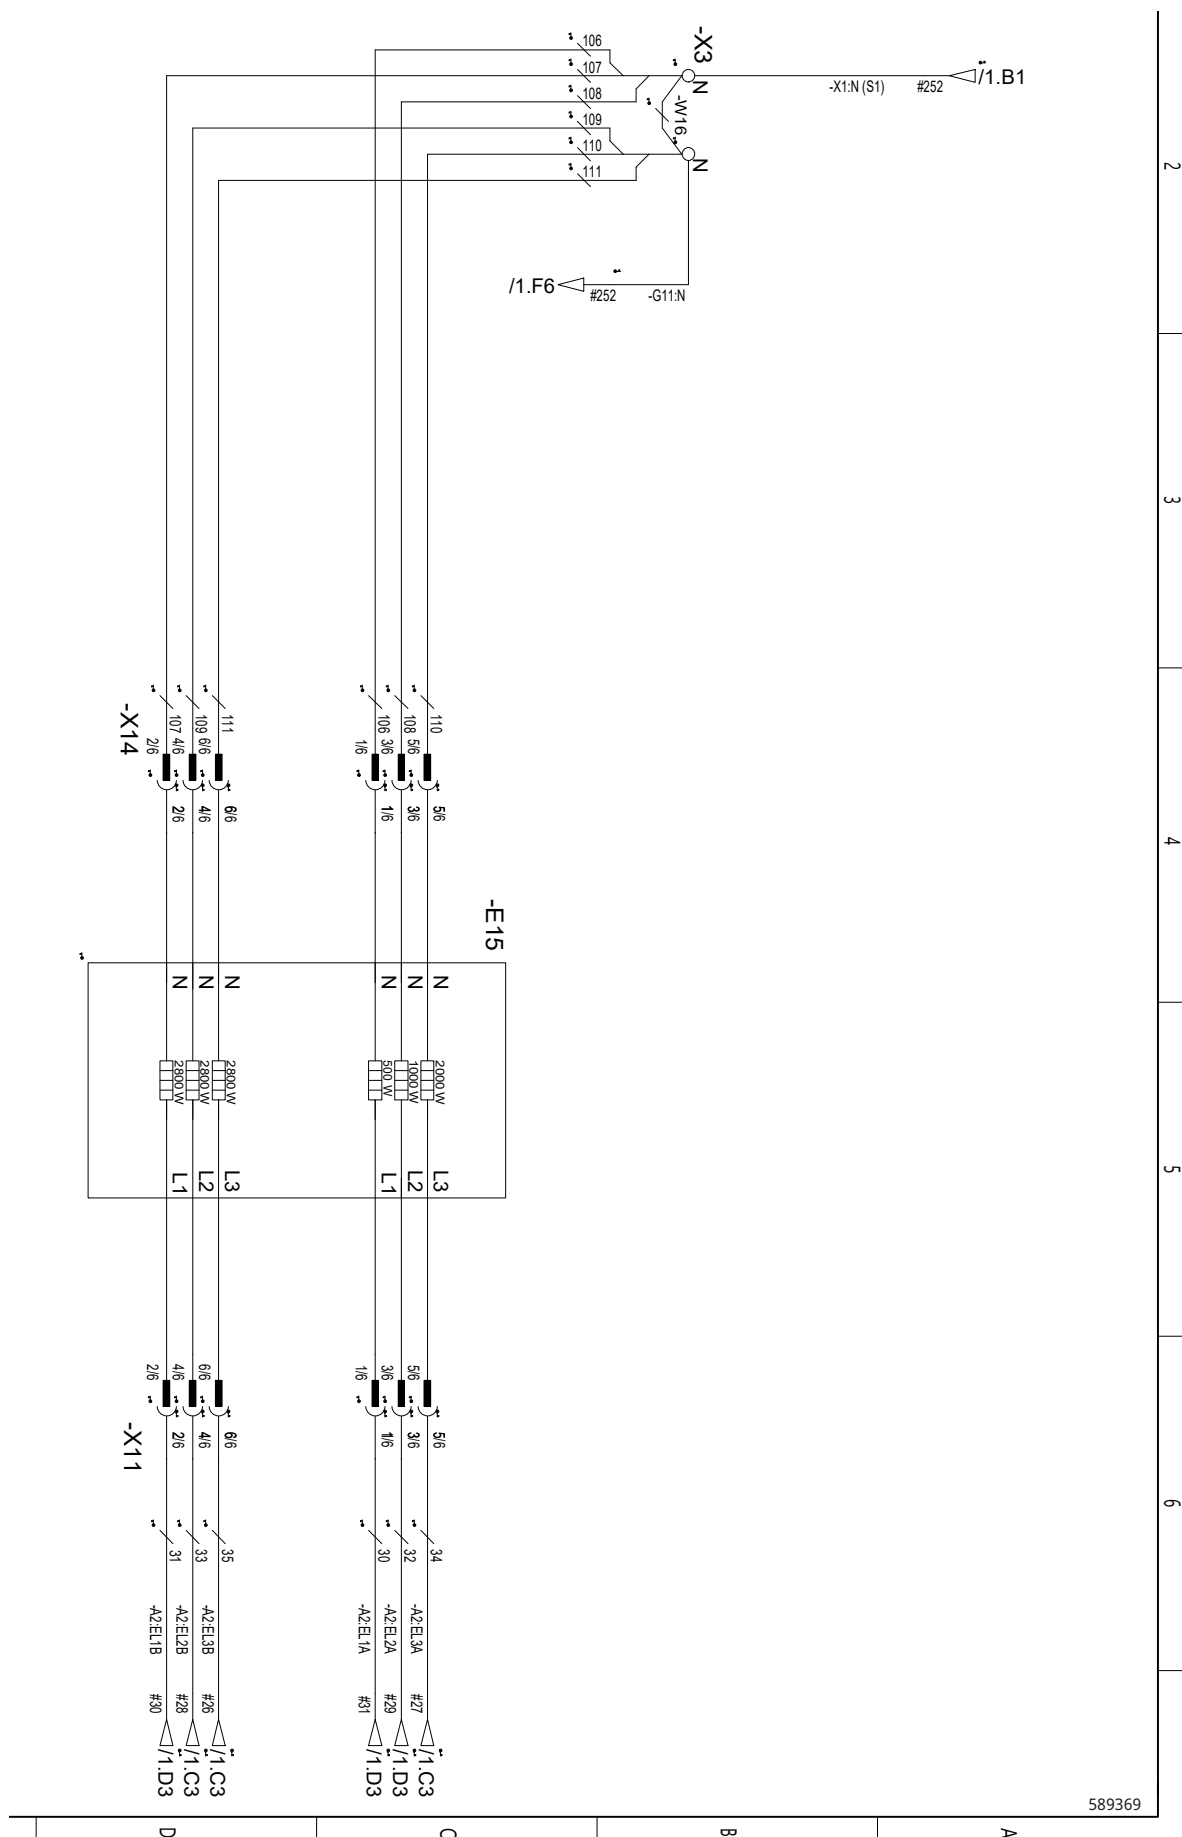 -X3
106
107
108
109
110
111
N
-W16
N
-X1:N (S1)
#252
/1.B1
/1.F6
#252
-G11:N
2
3
4
5
6
-X14
107
109
111
106
108
110
2/6
4/6
6/6
1/6
3/6
5/6
2/6
4/6
6/6
1/6
3/6
5/6
-E15
N
N
N
N
N
N
2800 W
2800 W
2800 W
500 W
1000 W
2000 W
L1
L2
L3
L1
L2
L3
2/6
4/6
6/6
1/6
3/6
5/6
-X11
2/6
4/6
6/6
1/6
3/6
5/6
31
33
35
30
32
34
-A2:EL1B
-A2:EL2B
-A2:EL3B
-A2:EL1A
-A2:EL2A
-A2:EL3A
#30
#28
#26
#31
#29
#27
/1.D3
/1.C3
/1.C3
/1.D3
/1.D3
/1.C3
589369
D
C
B
A